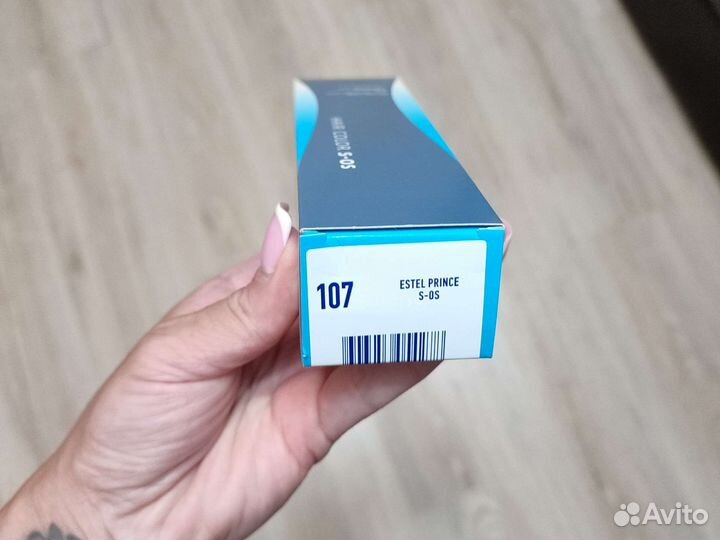 HAIR COLOR S-OS
107
ESTEL PRINCE
S-OS
Avito